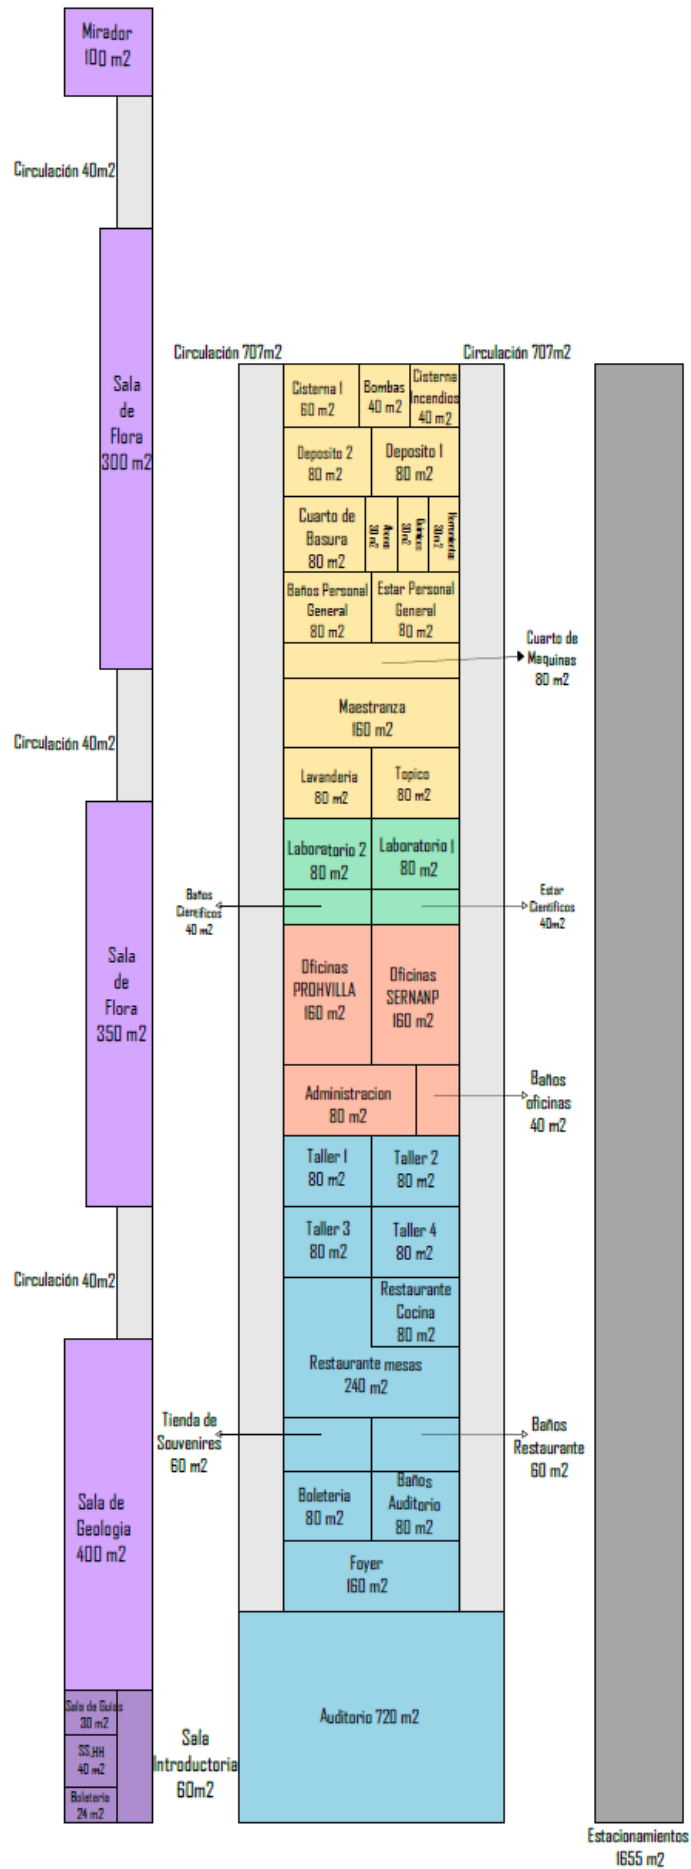 Mirador
100 m2
Circulación 40m2
Sala
de
Flora
300 m2
Circulación 40m2
Sala
de
Flora
350 m2
Circulación 40m2
Sala de
Geologia
400 m2
Sala de Guias
30 m2
SS.HH
40 m2
Boleteria
24 m2
Sala
Introductoria
60m2
Circulación 707m2
Circulación 707m2
Cisterna 1
60 m2
Bombas
40 m2
Cisterna
Incendios
40 m2
Deposito 2
80 m2
Deposito 1
80 m2
Cuarto de
Basura
80 m2
Abonos
30 m2
Quimicos
30m2
Herramientas
30m2
Baños Personal
General
80 m2
Estar Personal
General
80 m2
Cuarto de
Maquinas
80 m2
Maestranza
160 m2
Lavanderia
80 m2
Topico
80 m2
Laboratorio 2
80 m2
Laboratorio 1
80 m2
Baños
Cientificos
40 m2
Estar
Cientificos
40m2
Oficinas
PROHVILLA
160 m2
Oficinas
SERNANP
160 m2
Administracion
80 m2
Baños
oficinas
40 m2
Taller 1
80 m2
Taller 2
80 m2
Taller 3
80 m2
Taller 4
80 m2
Restaurante
Cocina
80 m2
Restaurante mesas
240 m2
Tienda de
Souvenires
60 m2
Baños
Restaurante
60 m2
Boleteria
80 m2
Baños
Auditorio
80 m2
Foyer
160 m2
Auditorio 720 m2
Estacionamientos
1655 m2